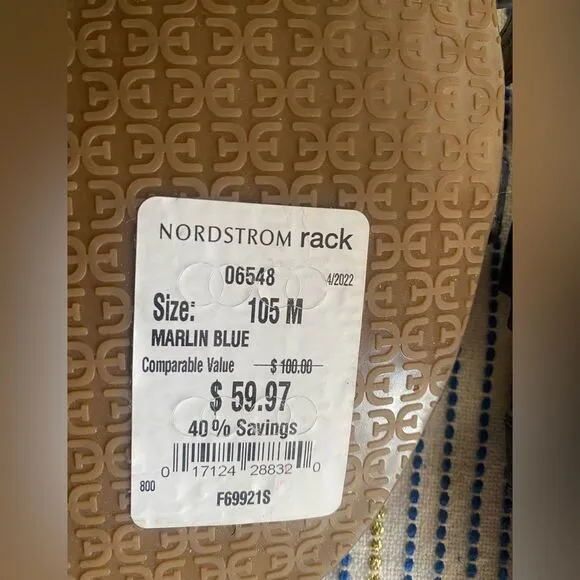 NORDSTROM rack
06548 4/2022
Size: 105 M
MARLIN BLUE
Comparable Value $100.00
$ 59.97
40% Savings
0 17124 28832 0
800
F69921S